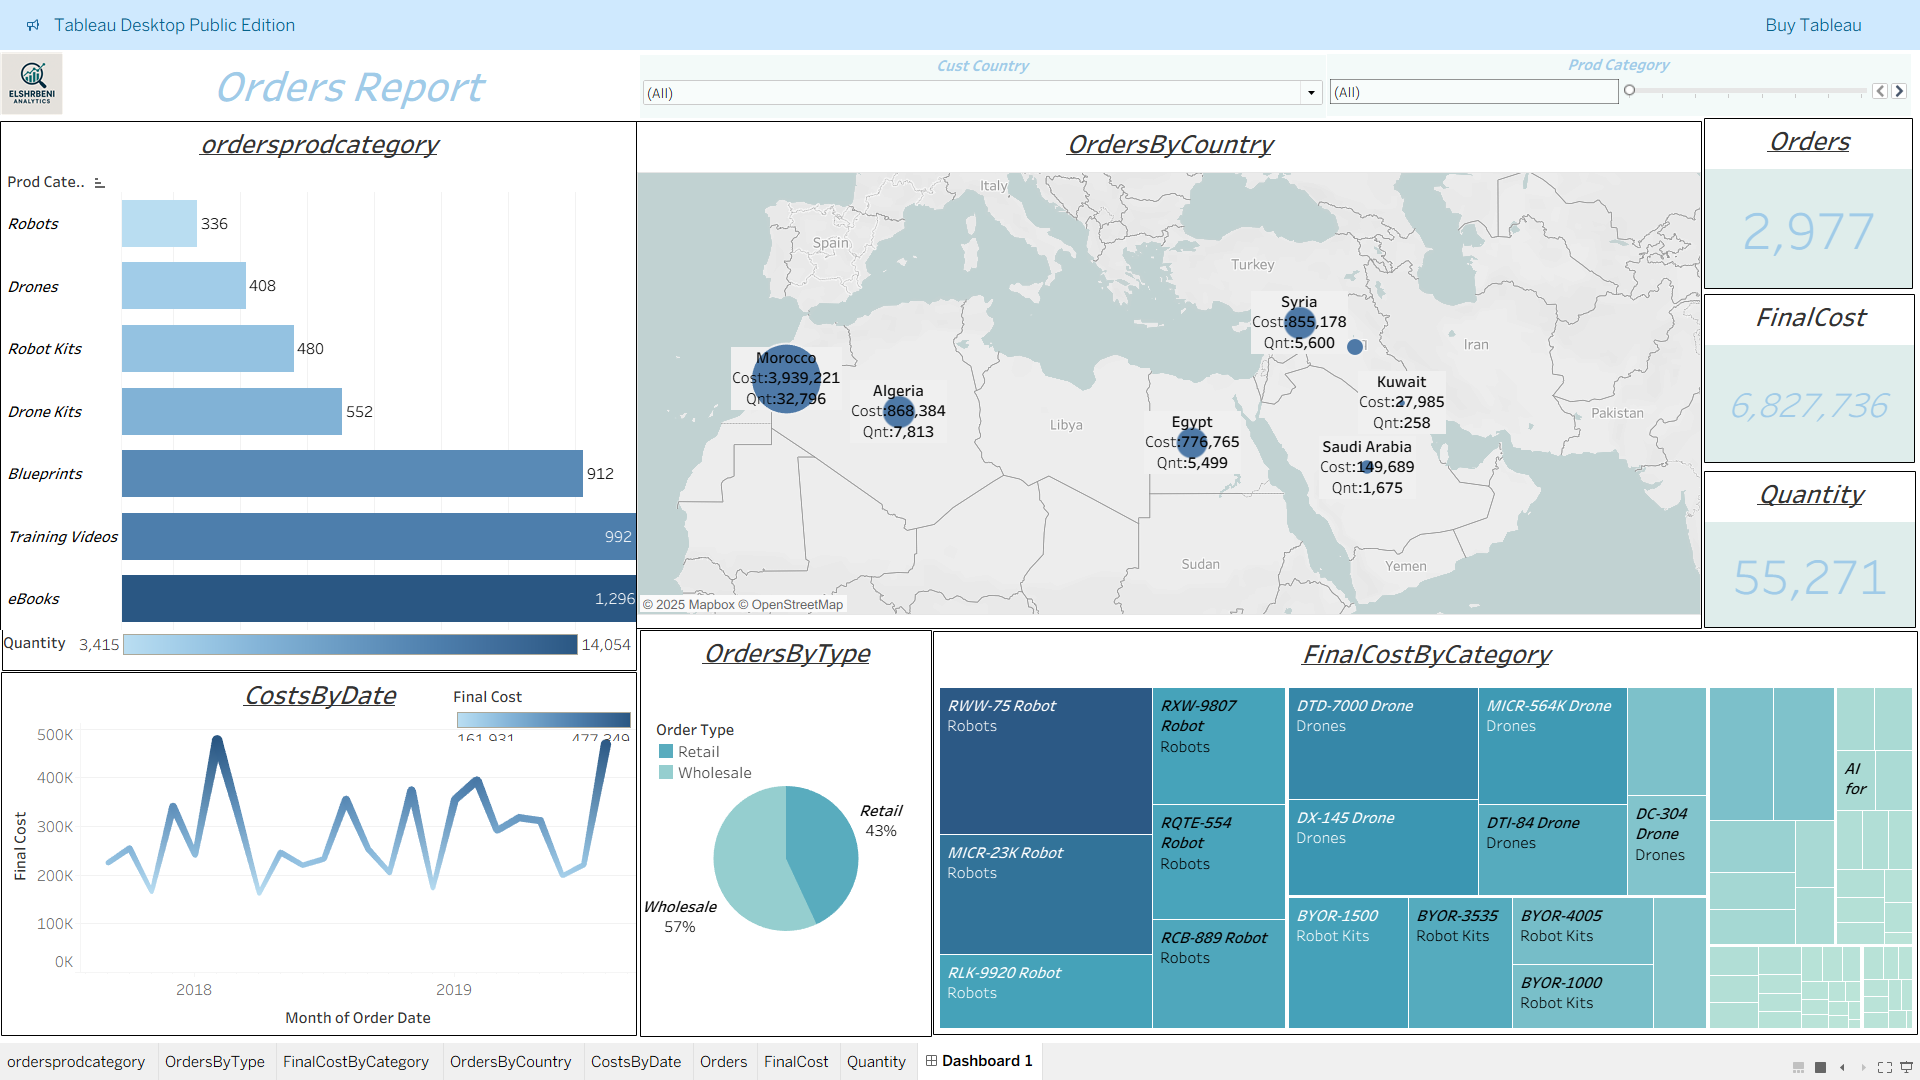 Tableau Desktop Public Edition
Buy Tableau
ELSHRBENI
ANALYTICS
Orders Report
Cust Country
(All)
Prod Category
(All)
ordersprodcategory
Prod Cate..
Robots
336
Drones
408
Robot Kits
480
Drone Kits
552
Blueprints
912
Training Videos
992
eBooks
1,296
Quantity
3,415
14,054
OrdersByCountry
Italy
Spain
Turkey
Syria
Cost:855,178
Qnt:5,600
Iran
Morocco
Cost:3,939,221
Qnt:32,796
Algeria
Cost:868,384
Qnt:7,813
Libya
Egypt
Cost:776,765
Qnt:5,499
Kuwait
Cost:27,985
Qnt:258
Saudi Arabia
Cost:149,689
Qnt:1,675
Pakistan
Sudan
Yemen
© 2025 Mapbox © OpenStreetMap
Orders
2,977
FinalCost
6,827,736
Quantity
55,271
CostsByDate
Final Cost
161,931
477,349
500K
400K
300K
200K
100K
0K
Final Cost
2018
2019
Month of Order Date
OrdersByType
Order Type
Retail
Wholesale
Retail
43%
Wholesale
57%
FinalCostByCategory
RWW-75 Robot
Robots
MICR-23K Robot
Robots
RLK-9920 Robot
Robots
RXW-9807
Robot
Robots
RQTE-554
Robot
Robots
RCB-889 Robot
Robots
DTD-7000 Drone
Drones
DX-145 Drone
Drones
MICR-564K Drone
Drones
DTI-84 Drone
Drones
DC-304
Drone
Drones
BYOR-1500
Robot Kits
BYOR-3535
Robot Kits
BYOR-4005
Robot Kits
BYOR-1000
Robot Kits
AI
for
ordersprodcategory
OrdersByType
FinalCostByCategory
OrdersByCountry
CostsByDate
Orders
FinalCost
Quantity
Dashboard 1